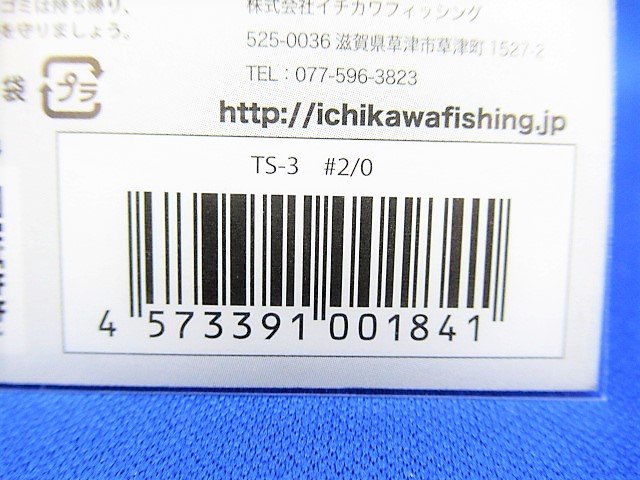 ゴミは持ち帰り、
を守りましょう。
株式会社イチカワフィッシング
525-0036 滋賀県草津市草津町 1527-2
TEL：077-596-3823
http://ichikawafishing.jp
袋
プラ
TS-3 #2/0
4 573391 001841